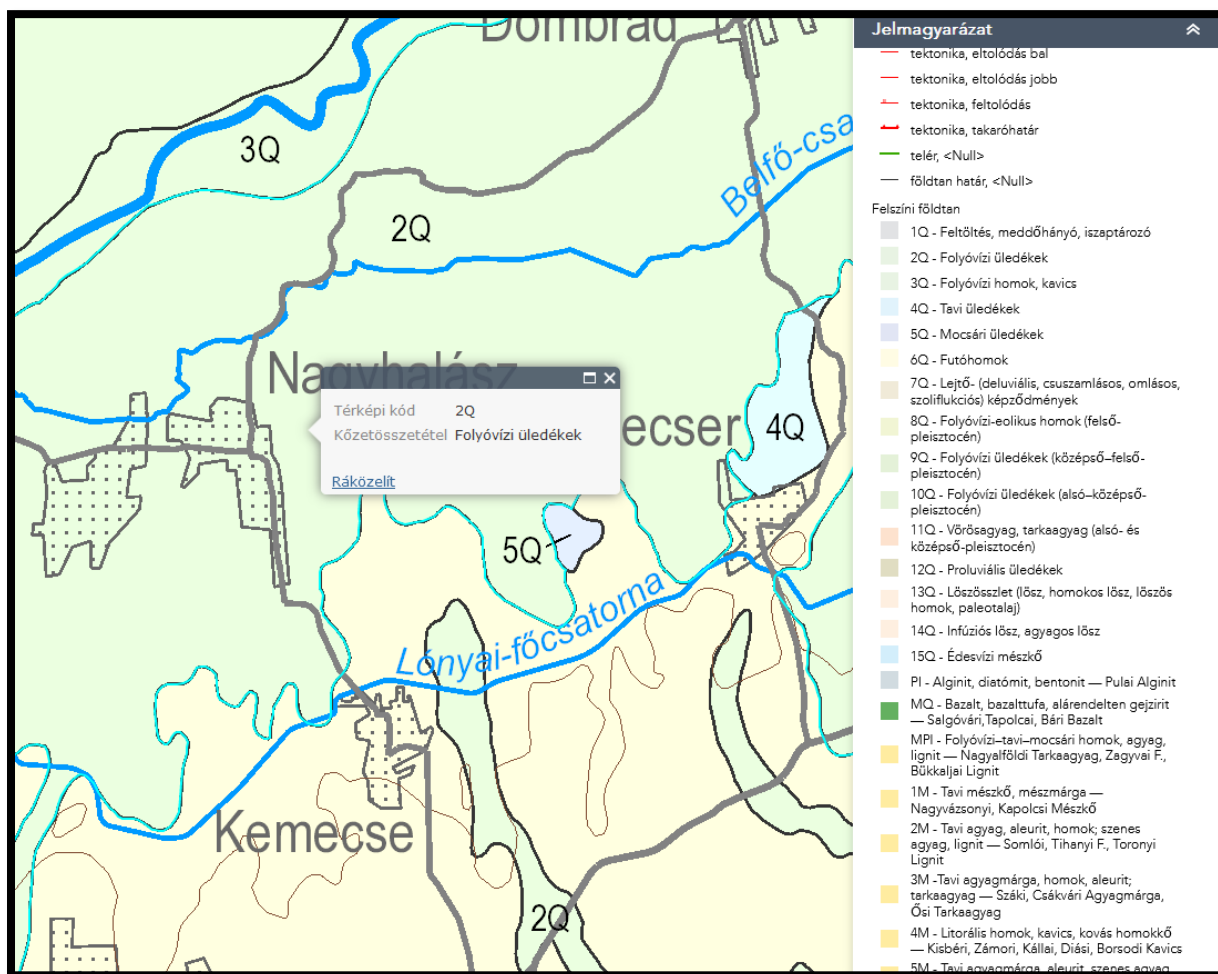 Dombrád
3Q
Belfő-csa
2Q
Nagyhalász
Térképi kód 2Q
Kőzetösszetétel Folyóvízi üledékek
Ráközelít
ecser
4Q
5Q
Lónyai-főcsatorna
Kemecse
2Q
Jelmagyarázat
tektonika, eltolódás bal
tektonika, eltolódás jobb
tektonika, feltolódás
tektonika, takaróhatár
telér, <Null>
földtan határ, <Null>
Felszíni földtan
1Q - Feltöltés, meddőhányó, iszaptározó
2Q - Folyóvízi üledékek
3Q - Folyóvízi homok, kavics
4Q - Tavi üledékek
5Q - Mocsári üledékek
6Q - Futóhomok
7Q - Lejtő- (deluviális, csuszamlásos, omlásos,
szoliflukciós) képződmények
8Q - Folyóvízi-eolikus homok (felső-
pleisztocén)
9Q - Folyóvízi üledékek (középső–felső-
pleisztocén)
10Q - Folyóvízi üledékek (alsó–középső-
pleisztocén)
11Q - Vörösagyag, tarkaagyag (alsó- és
középső-pleisztocén)
12Q - Proluviális üledékek
13Q - Löszösszlet (lösz, homokos lösz, löszös
homok, paleotalaj)
14Q - Infúziós lösz, agyagos lösz
15Q - Édesvízi mészkő
PI - Alginit, diatómit, bentonit — Pulai Alginit
MQ - Bazalt, bazalttufa, alárendelten gejzirit
— Salgóvári,Tapolcai, Bári Bazalt
MPI - Folyóvízi–tavi–mocsári homok, agyag,
lignit — Nagyalföldi Tarkaagyag, Zagyvai F.,
Bükkaljai Lignit
1M - Tavi mészkő, mészmárga —
Nagyvázsonyi, Kapolcsi Mészkő
2M - Tavi agyag, aleurit, homok; szenes
agyag, lignit — Somlói, Tihanyi F., Toronyi
Lignit
3M -Tavi agyagmárga, homok, aleurit;
tarkaagyag — Száki, Csákvári Agyagmárga,
Ősi Tarkaagyag
4M - Litorális homok, kavics, kovás homokkő
— Kisbéri, Zámori, Kállai, Diási, Borsodi Kavics
5M - Tavi agyagmárga, aleurit, szenes agyag